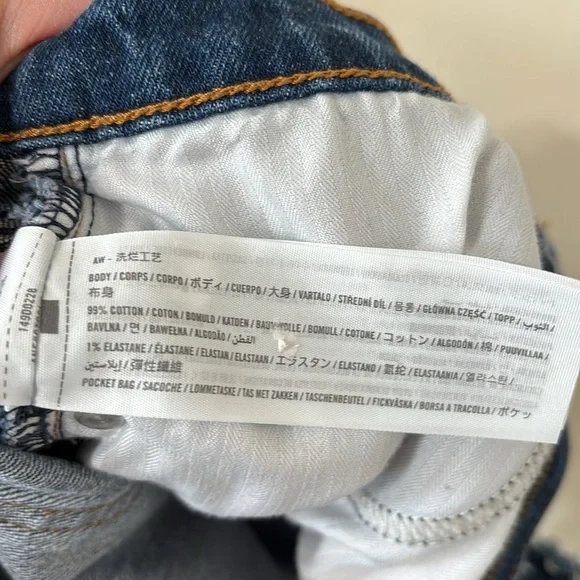 AW - 洗烂工艺
BODY / CORPS / CORPO / ボディ / CUERPO / 大身 / VARTALO / STŘEDNÍ DÍL / 몸통 / GŁÓWNA CZĘŚĆ / TOPP / الثوب /
布身
99% COTTON / COTON / BOMULD / KATOEN / BAUMWOLLE / BOMULL / COTONE / コットン / ALGODÓN / 棉 / PUUVILLAA /
BAVLNA / 면 / BAWEŁNA / ALGODÃO / القطن
1% ELASTANE / ELASTAN / ELASTAAN / エラスタン / ELASTANO / 氨纶 / ELASTAANIA / 엘라스탄 /
إيلاستين / 弹性纖維
POCKET BAG / SACOCHE / LOMMETASKE / TAS MET ZAKKEN / TASCHENBEUTEL / FICKVÄSKA / BORSA A TRACOLLA / ポケッ
149D0228